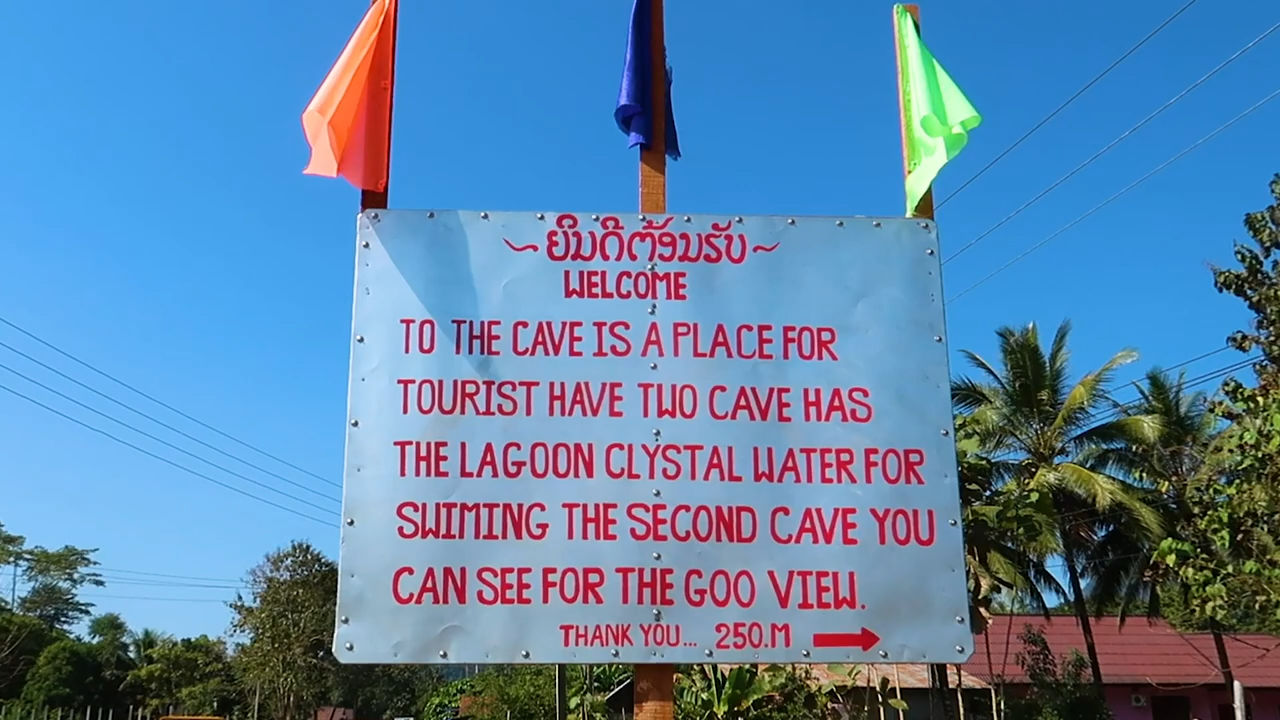 ~ຍິນດີຕ້ອນຮັບ~
WELCOME
TO THE CAVE IS A PLACE FOR
TOURIST HAVE TWO CAVE HAS
THE LAGOON CLYSTAL WATER FOR
SWIMING THE SECOND CAVE YOU
CAN SEE FOR THE GOO VIEW.
THANK YOU... 250.M →